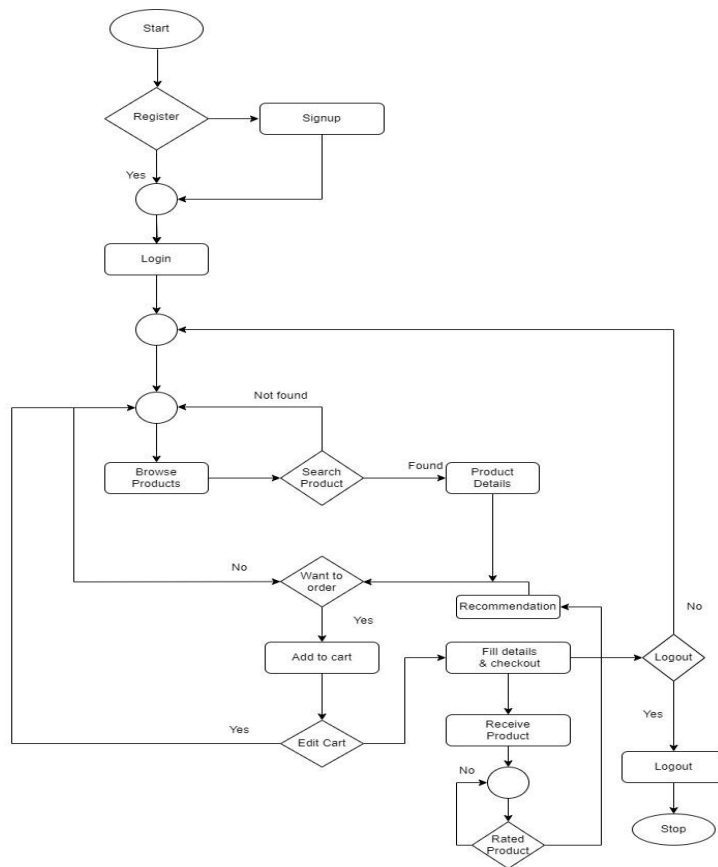 Start
Register
Signup
Yes
Login
Not found
Browse
Products
Search
Product
Found
Product
Details
No
Want to
order
Recommendation
No
Yes
Add to cart
Fill details
& checkout
Logout
Yes
Edit Cart
Receive
Product
Yes
Logout
No
Rated
Product
Stop